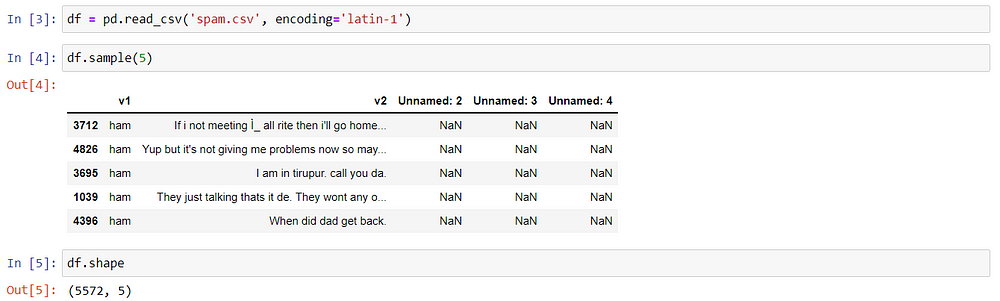 In [3]: df = pd.read_csv('spam.csv', encoding='latin-1')
In [4]: df.sample(5)
Out[4]:
v1 v2 Unnamed: 2 Unnamed: 3 Unnamed: 4
3712 ham If i not meeting Ì_ all rite then i'll go home... NaN NaN NaN
4826 ham Yup but it's not giving me problems now so may... NaN NaN NaN
3695 ham I am in tirupur. call you da. NaN NaN NaN
1039 ham They just talking thats it de. They wont any o... NaN NaN NaN
4396 ham When did dad get back. NaN NaN NaN
In [5]: df.shape
Out[5]: (5572, 5)